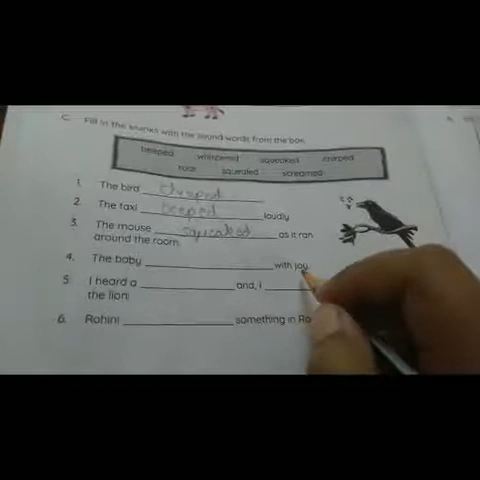 C. Fill in the blanks with the sound words from the box.
beeped whispered squeaked chirped
roar squealed screamed
1. The bird chirped
2. The taxi beeped loudly
3. The mouse squeaked as it ran
around the room.
4. The baby with joy.
5. I heard a and, I
the lion!
6. Rohini something in Ra